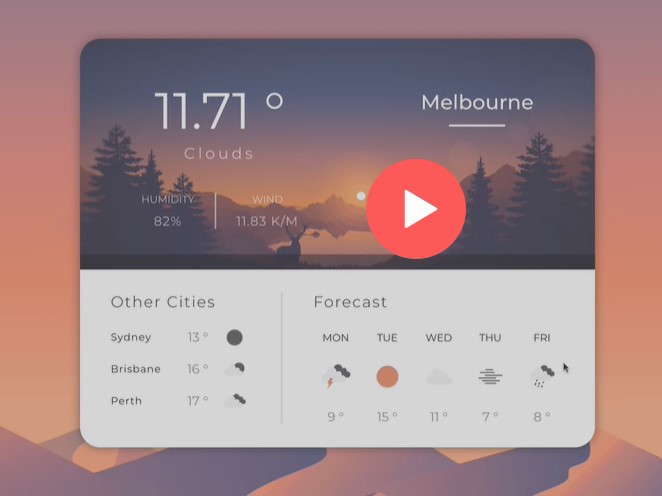 11.71 °
Clouds
Melbourne
HUMIDITY
82%
WIND
11.83 K/M
Other Cities
Sydney 13 °
Brisbane 16 °
Perth 17 °
Forecast
MON TUE WED THU FRI
9 ° 15 ° 11 ° 7 ° 8 °